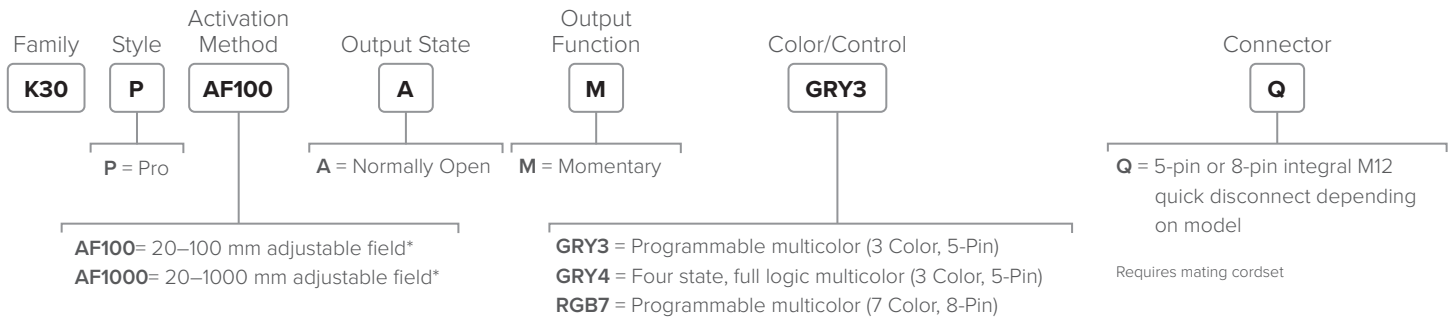 Family
Style
Activation
Method
Output State
Output
Function
Color/Control
Connector
K30
P
AF100
A
M
GRY3
Q
P = Pro
A = Normally Open
M = Momentary
Q = 5-pin or 8-pin integral M12
quick disconnect depending
on model
AF100= 20–100 mm adjustable field*
AF1000= 20–1000 mm adjustable field*
GRY3 = Programmable multicolor (3 Color, 5-Pin)
GRY4 = Four state, full logic multicolor (3 Color, 5-Pin)
RGB7 = Programmable multicolor (7 Color, 8-Pin)
Requires mating cordset